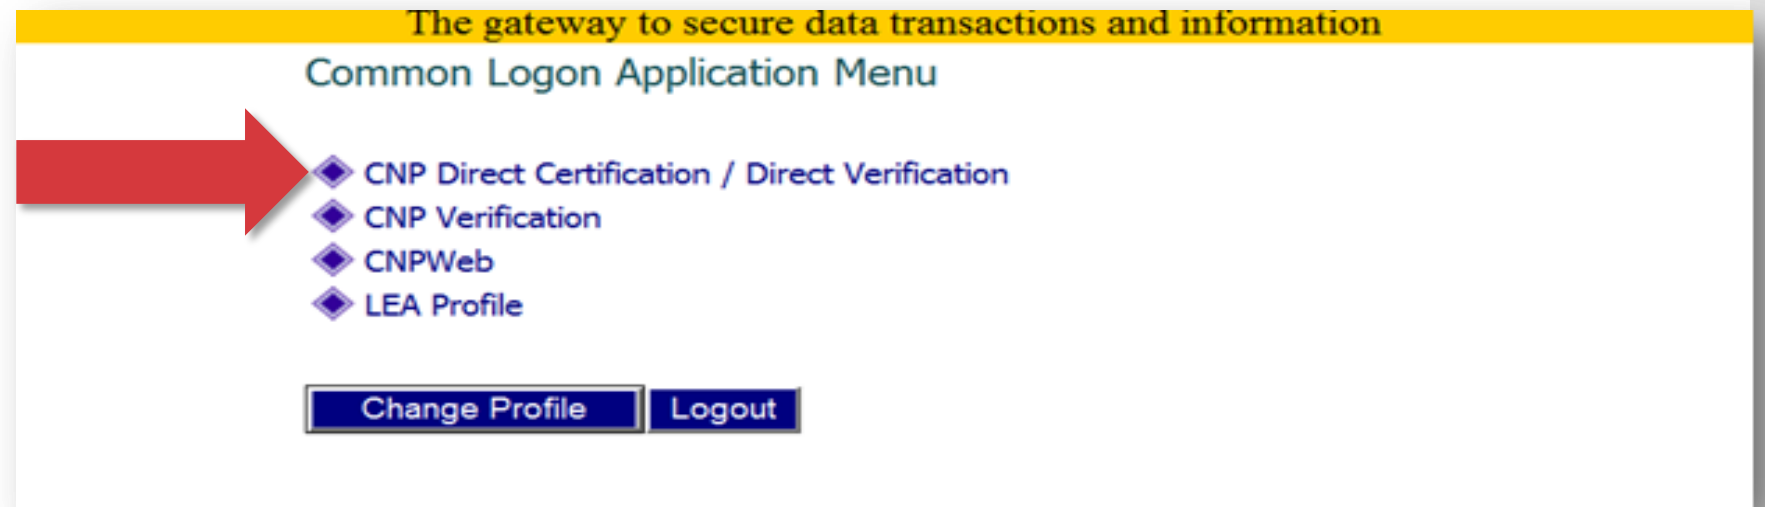 The gateway to secure data transactions and information
Common Logon Application Menu
CNP Direct Certification / Direct Verification
CNP Verification
CNPWeb
LEA Profile
Change Profile Logout